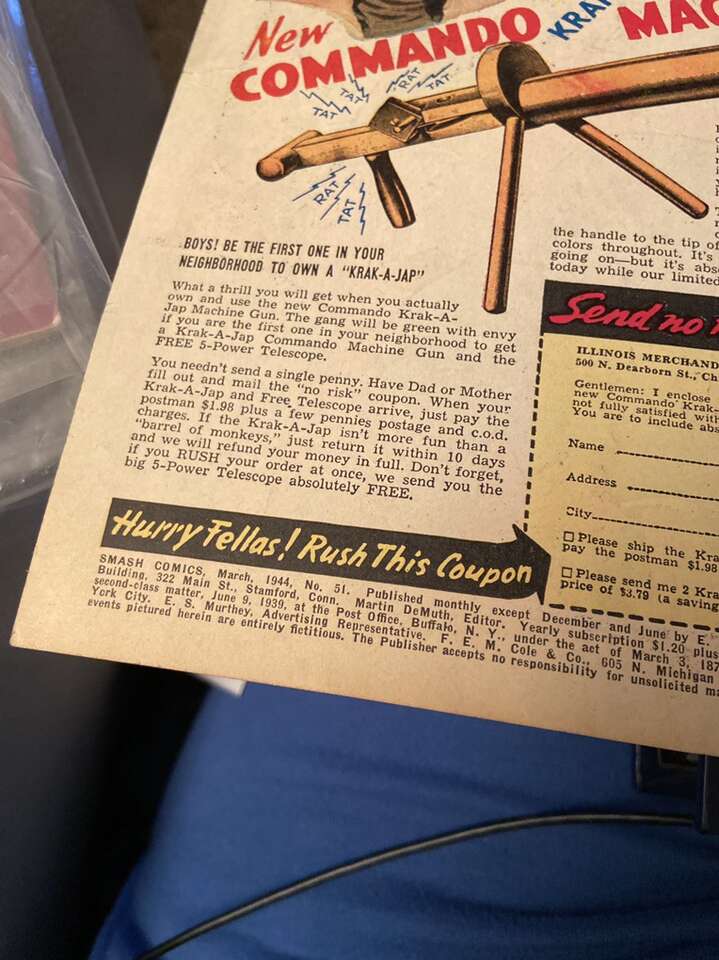 New
COMMANDO
MAC
TAT
TAT
RAT
TAT
RAT
TAT
BOYS! BE THE FIRST ONE IN YOUR
NEIGHBORHOOD TO OWN A "KRAK-A-JAP"
What a thrill you will get when you actually
own and use the new Commando Krak-A-
Jap Machine Gun. The gang will be green with envy
if you are the first one in your neighborhood to get
a Krak-A-Jap Commando Machine Gun and the
FREE 5-Power Telescope.
You needn't send a single penny. Have Dad or Mother
fill out and mail the "no risk" coupon. When your
Krak-A-Jap and Free Telescope arrive, just pay the
postman $1.98 plus a few pennies postage and c.o.d.
charges. If the Krak-A-Jap isn't more fun than a
"barrel of monkeys," just return it within 10 days
and we will refund your money in full. Don't forget,
if you RUSH your order at once, we send you the
big 5-Power Telescope absolutely FREE.
the handle to the tip of
colors throughout. It's
going on—but it's abs
today while our limited
Send no
ILLINOIS MERCHAND
500 N. Dearborn St., Ch
Gentlemen: I enclose
new Commando Krak-
not fully satisfied with
You are to include abs
Name
Address
City
Please ship the Kra
pay the postman $1.98
Please send me 2 Kra
price of $3.79 (a saving
Hurry Fellas! Rush This Coupon
SMASH COMICS, March, 1944, No. 51. Published monthly except December and June by E.
Building, 322 Main St., Stamford, Conn. Martin DeMuth, Editor. Yearly subscription $1.20 plus
second-class matter, June 9, 1939, at the Post Office, Buffalo, N. Y., under the act of March 3, 187
York City. E. S. Murthey, Advertising Representative. F. E. M. Cole & Co., 605 N. Michigan
events pictured herein are entirely fictitious. The Publisher accepts no responsibility for unsolicited ma